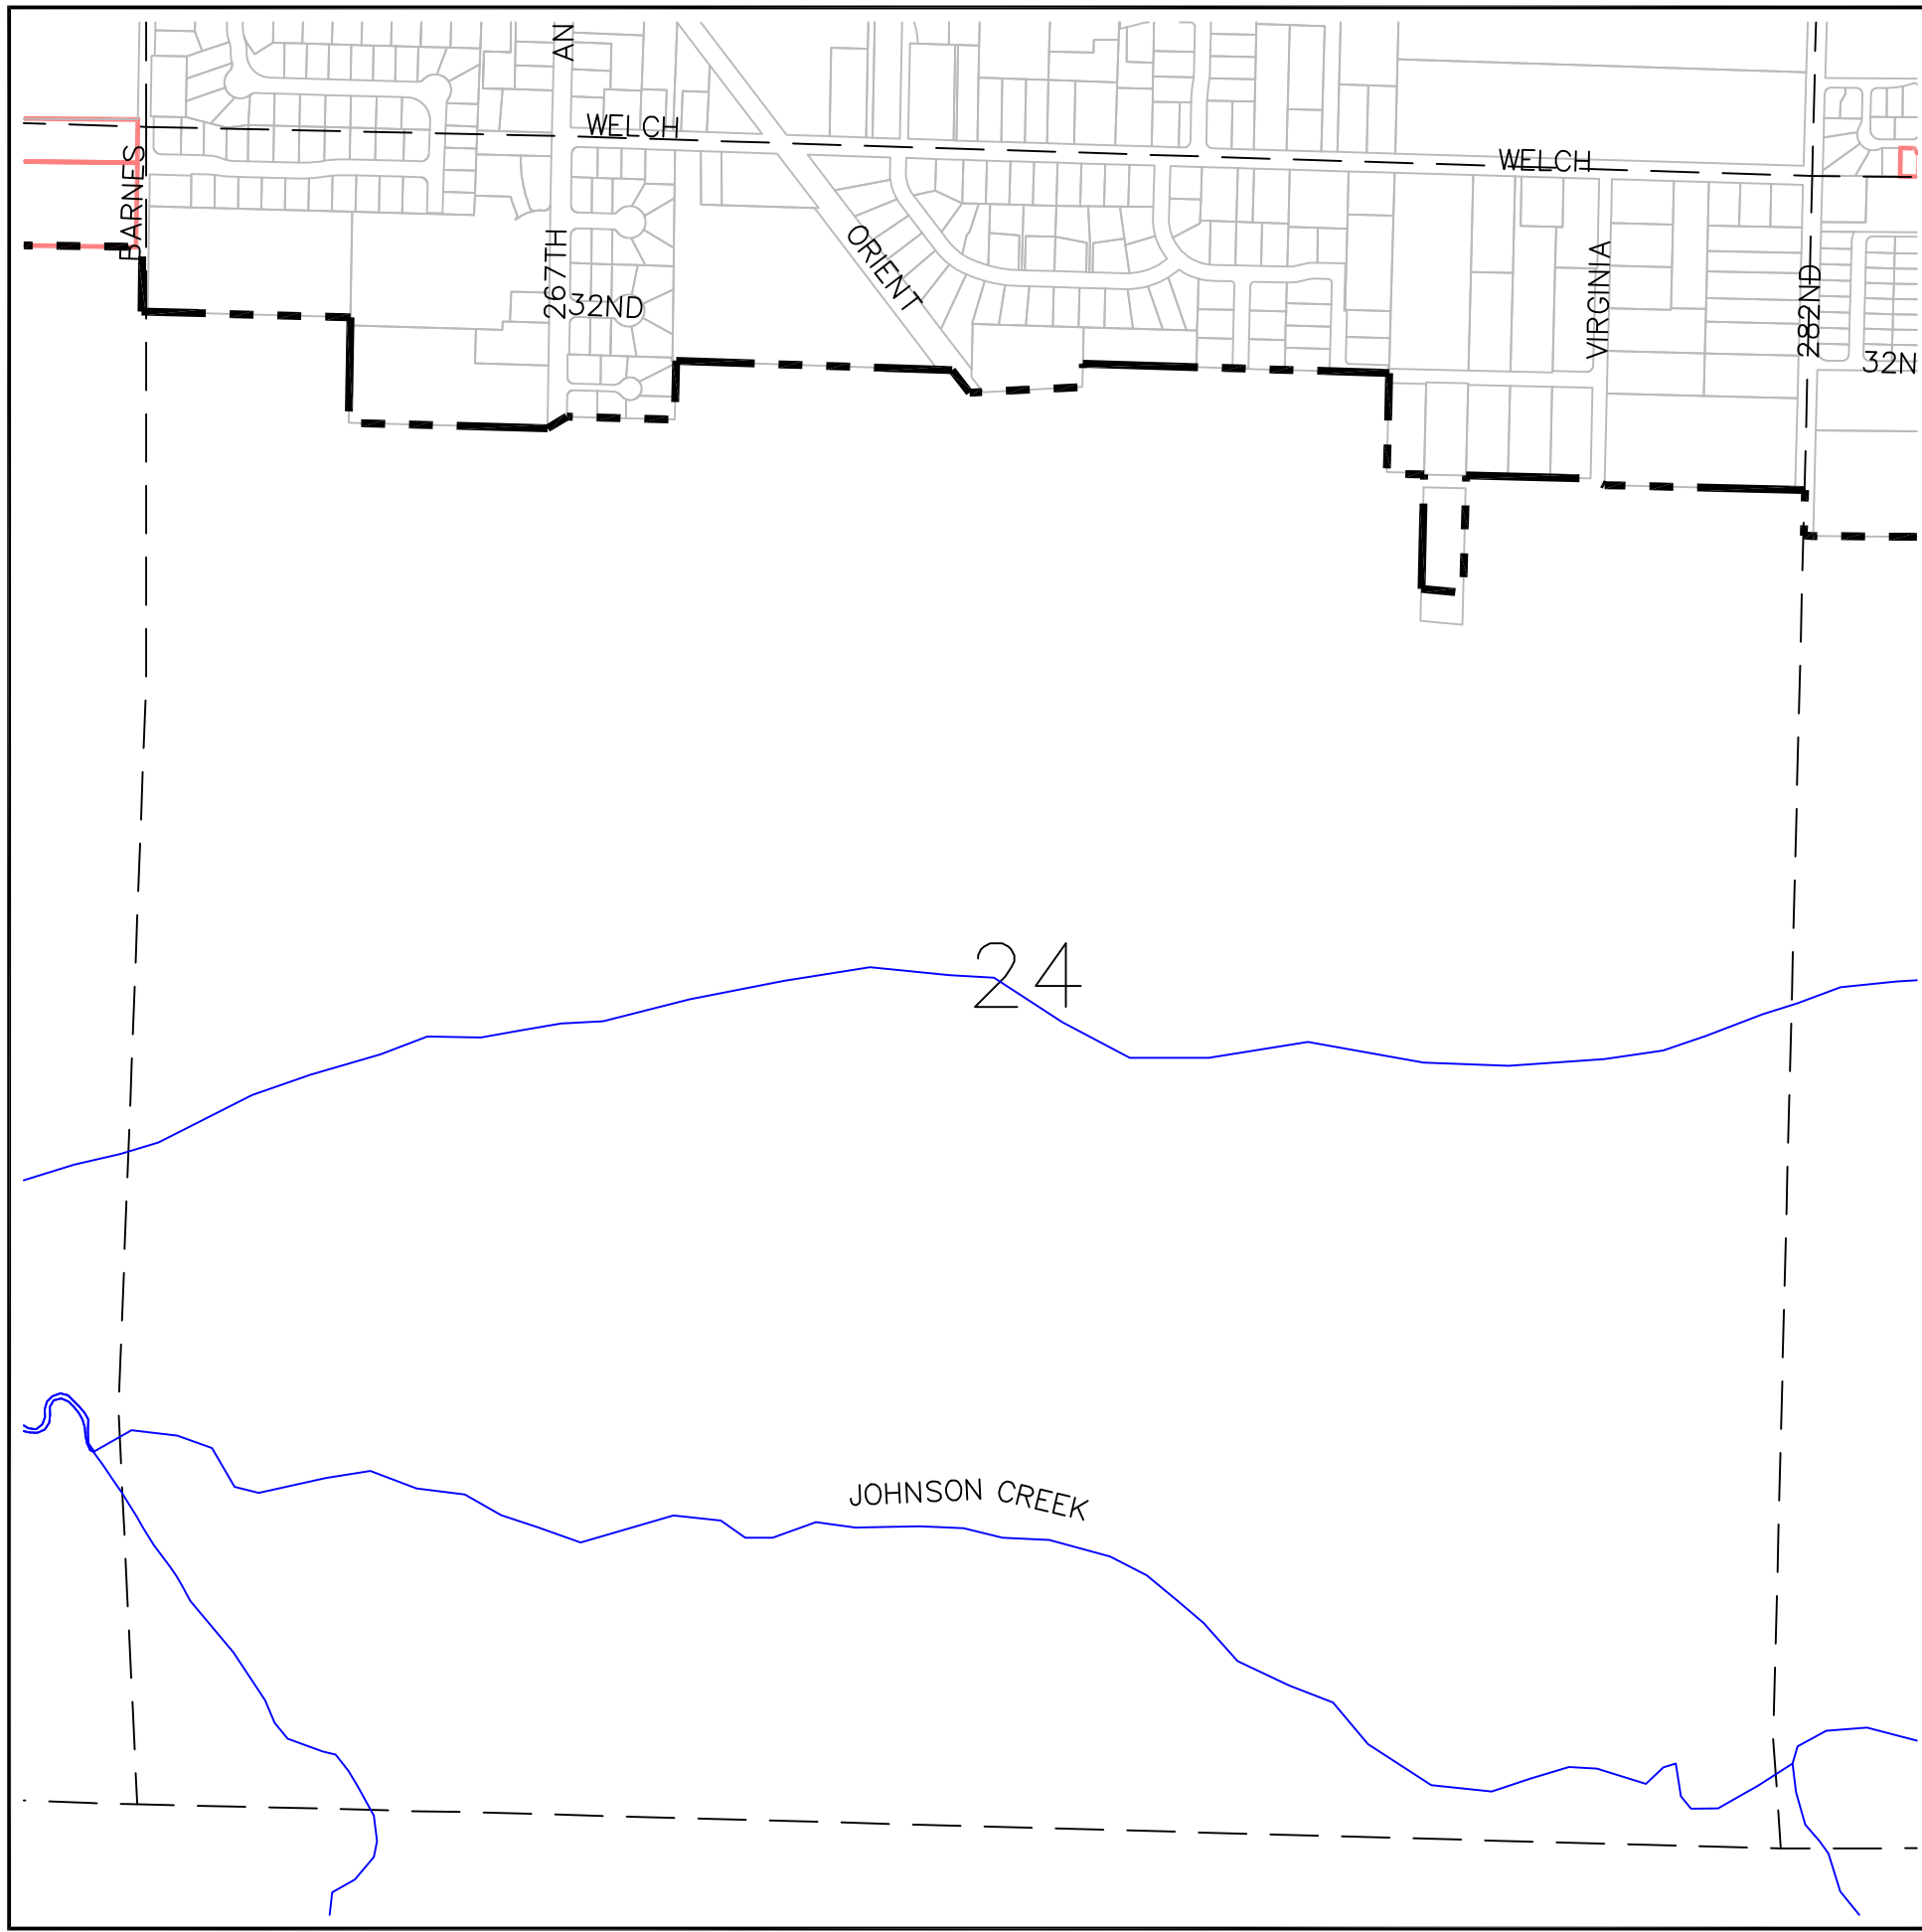 AN
WELCH
WELCH
BARNES
ORIENT
267TH
32ND
VIRGINIA
282ND
32N
24
JOHNSON CREEK